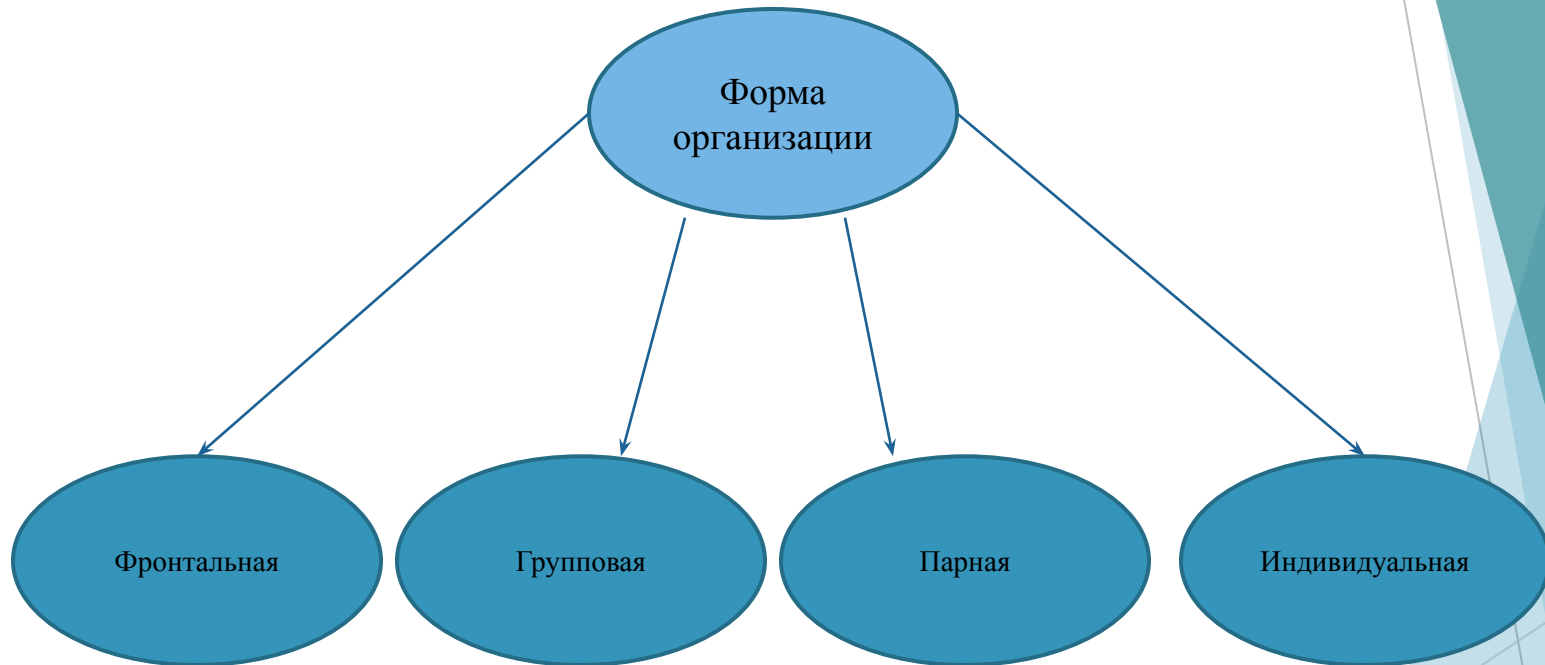 Форма
организации
Фронтальная
Групповая
Парная
Индивидуальная